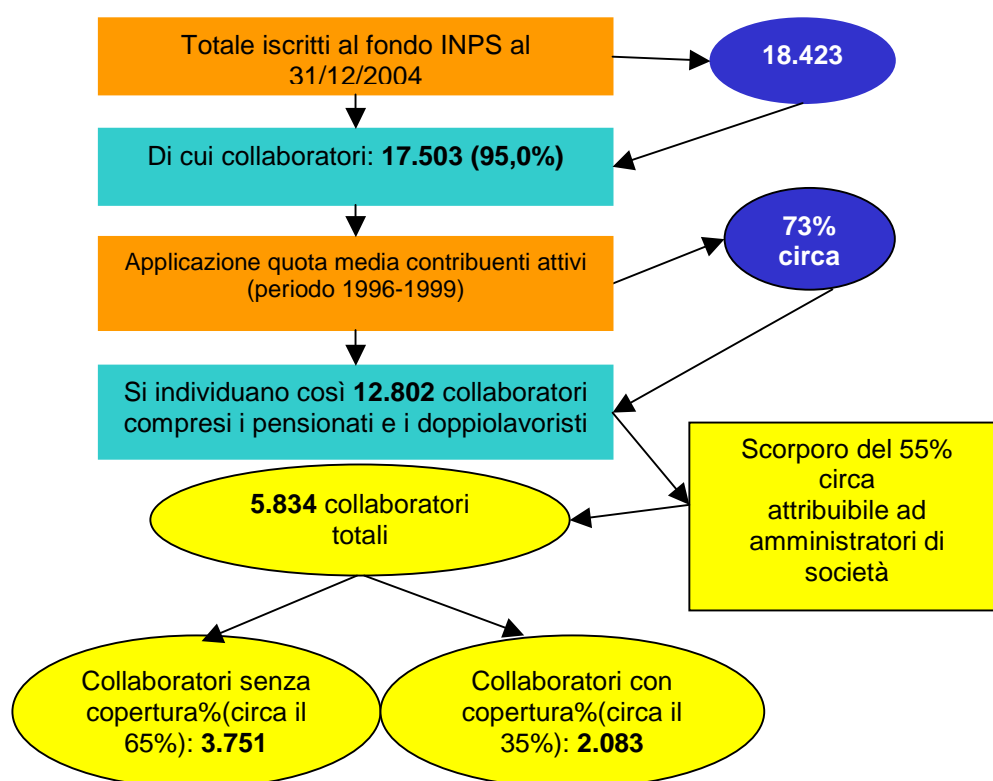 Totale iscritti al fondo INPS al
31/12/2004
18.423
Di cui collaboratori: 17.503 (95,0%)
Applicazione quota media contribuenti attivi
(periodo 1996-1999)
73%
circa
Si individuano così 12.802 collaboratori
compresi i pensionati e i doppiolavoristi
Scorporo del 55%
circa
attribuibile ad
amministratori di
società
5.834 collaboratori
totali
Collaboratori senza
copertura%(circa il
65%): 3.751
Collaboratori con
copertura%(circa il
35%): 2.083